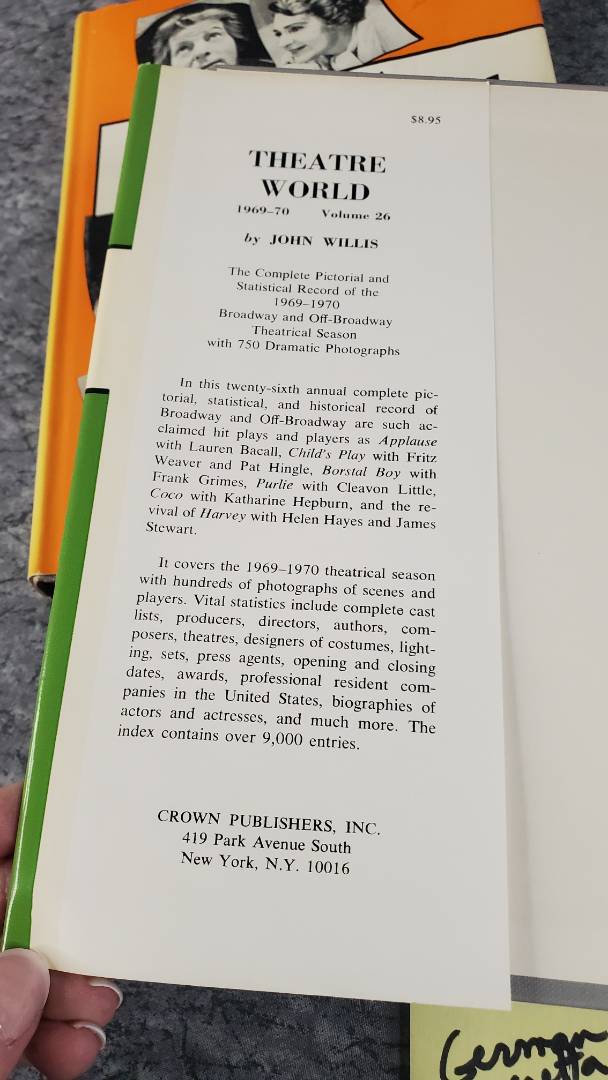 $8.95
THEATRE
WORLD
1969–70 Volume 26
by JOHN WILLIS
The Complete Pictorial and
Statistical Record of the
1969–1970
Broadway and Off-Broadway
Theatrical Season
with 750 Dramatic Photographs
In this twenty-sixth annual complete pic-
torial, statistical, and historical record of
Broadway and Off-Broadway are such ac-
claimed hit plays and players as Applause
with Lauren Bacall, Child's Play with Fritz
Weaver and Pat Hingle, Borstal Boy with
Frank Grimes, Purlie with Cleavon Little,
Coco with Katharine Hepburn, and the re-
vival of Harvey with Helen Hayes and James
Stewart.
It covers the 1969–1970 theatrical season
with hundreds of photographs of scenes and
players. Vital statistics include complete cast
lists, producers, directors, authors, com-
posers, theatres, designers of costumes, light-
ing, sets, press agents, opening and closing
dates, awards, professional resident com-
panies in the United States, biographies of
actors and actresses, and much more. The
index contains over 9,000 entries.
CROWN PUBLISHERS, INC.
419 Park Avenue South
New York, N.Y. 10016
German